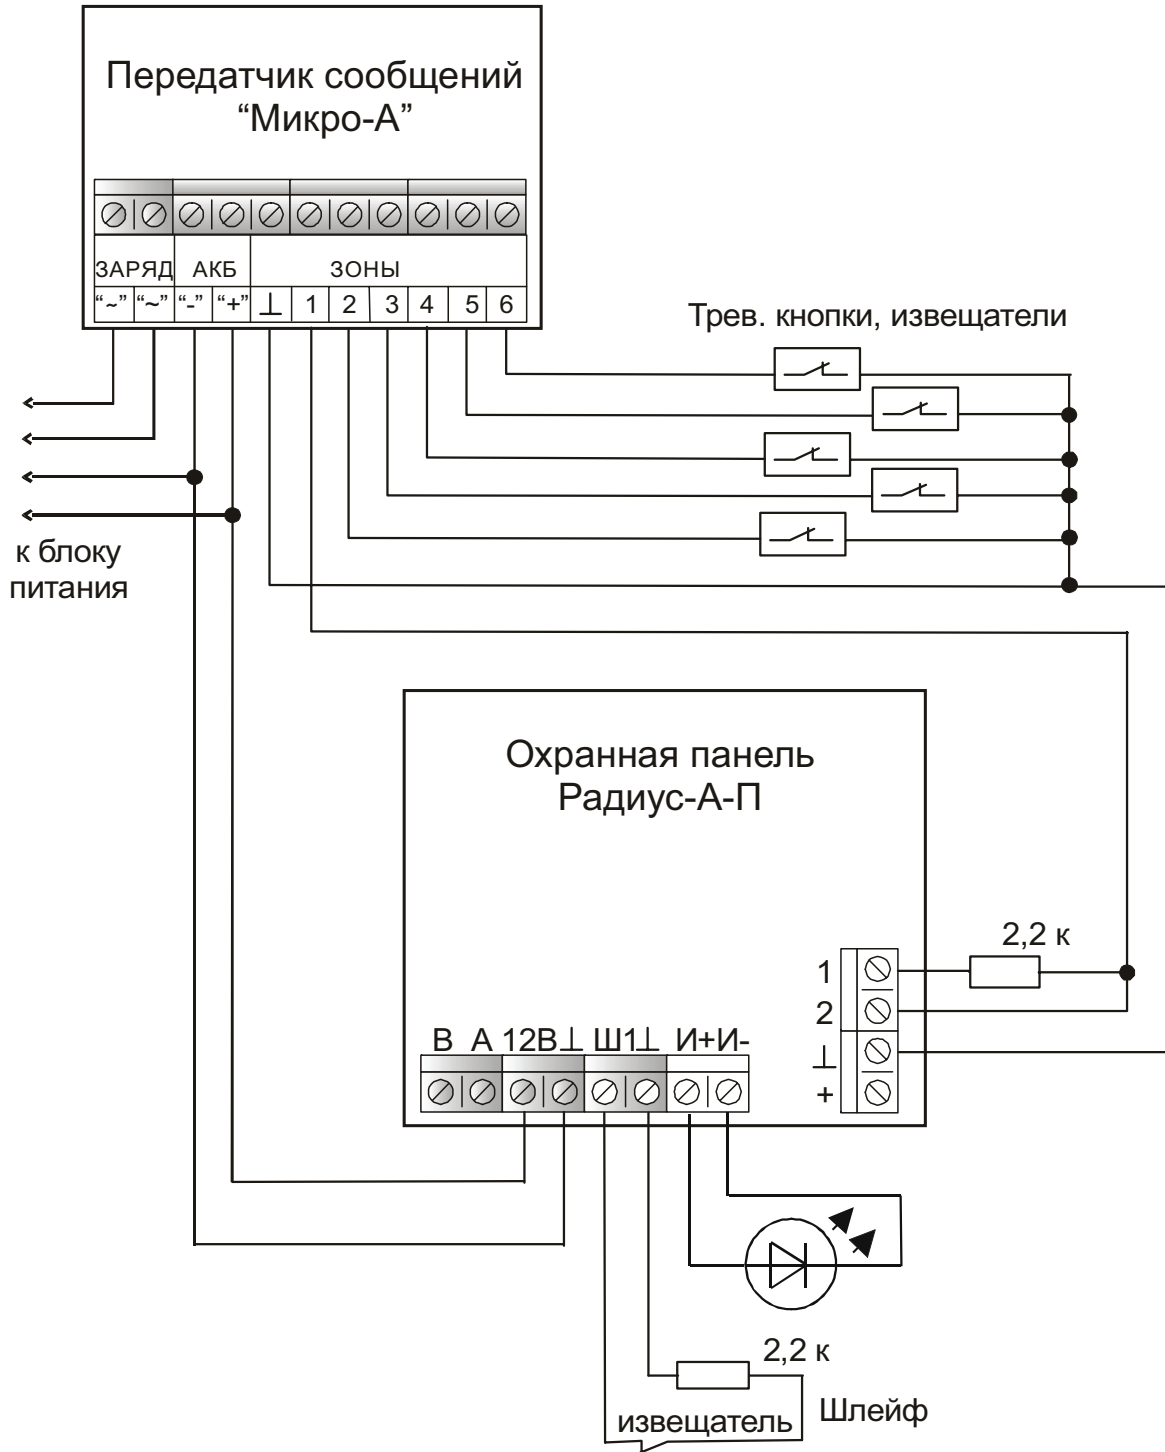 Передатчик сообщений
“Микро-А”
ЗАРЯД АКБ ЗОНЫ
“~” “~” “-” “+” ⊥ 1 2 3 4 5 6
Трев. кнопки, извещатели
к блоку
питания
Охранная панель
Радиус-А-П
2,2 к
1
2
⊥
+
В А 12В⊥ Ш1⊥ И+И-
2,2 к
извещатель
Шлейф